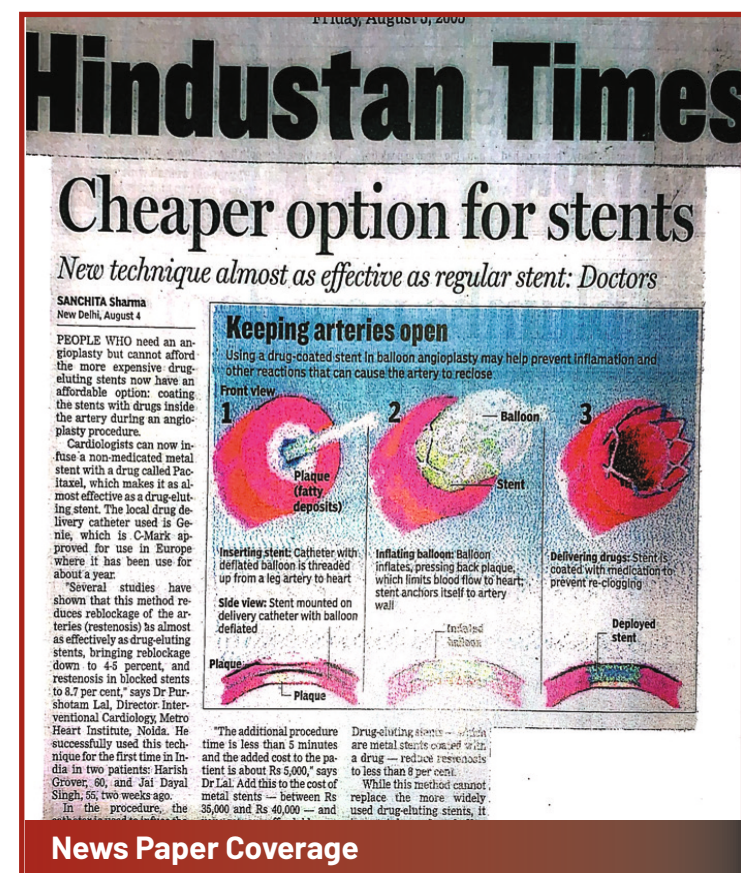 Friday, August 5, 2005
Hindustan Times
Cheaper option for stents
New technique almost as effective as regular stent: Doctors
SANCHITA Sharma
New Delhi, August 4
PEOPLE WHO need an an-
gioplasty but cannot afford
the more expensive drug-
eluting stents now have an
affordable option: coating
the stents with drugs inside
the artery during an angio-
plasty procedure.
Cardiologists can now in-
fuse a non-medicated metal
stent with a drug called Pac-
itaxel, which makes it as al-
most effective as a drug-elut-
ing stent. The local drug de-
livery catheter used is Ge-
nie, which is C-Mark ap-
proved for use in Europe
where it has been use for
about a year.
"Several studies have
shown that this method re-
duces reblockage of the ar-
teries (restenosis) as almost
as effectively as drug-eluting
stents, bringing reblockage
down to 4-5 percent, and
restenosis in blocked stents
to 8.7 per cent," says Dr Pur-
shotam Lal, Director Inter-
ventional Cardiology, Metro
Heart Institute, Noida. He
successfully used this tech-
nique for the first time in In-
dia in two patients: Harish
Grover, 60, and Jai Dayal
Singh, 55, two weeks ago.
In the procedure, the
Keeping arteries open
Using a drug-coated stent in balloon angioplasty may help prevent inflamation and
other reactions that can cause the artery to reclose
Front view
1
Plaque
(fatty
deposits)
2
Balloon
Stent
3
Inserting stent: Catheter with
deflated balloon is threaded
up from a leg artery to heart
Inflating balloon: Balloon
inflates, pressing back plaque,
which limits blood flow to heart;
stent anchors itself to artery
wall
Delivering drugs: Stent is
coated with medication to
prevent re-clogging
Side view: Stent mounted on
delivery catheter with balloon
deflated
Plaque
Plaque
Inflated
balloon
Deployed
stent
"The additional procedure
time is less than 5 minutes
and the added cost to the pa-
tient is about Rs 5,000," says
Dr Lal. Add this to the cost of
metal stents — between Rs
35,000 and Rs 40,000 — and
Drug-eluting stents — which
are metal stents coated with
a drug — reduce restenosis
to less than 8 per cent.
While this method cannot
replace the more widely
used drug-eluting stents, it
News Paper Coverage